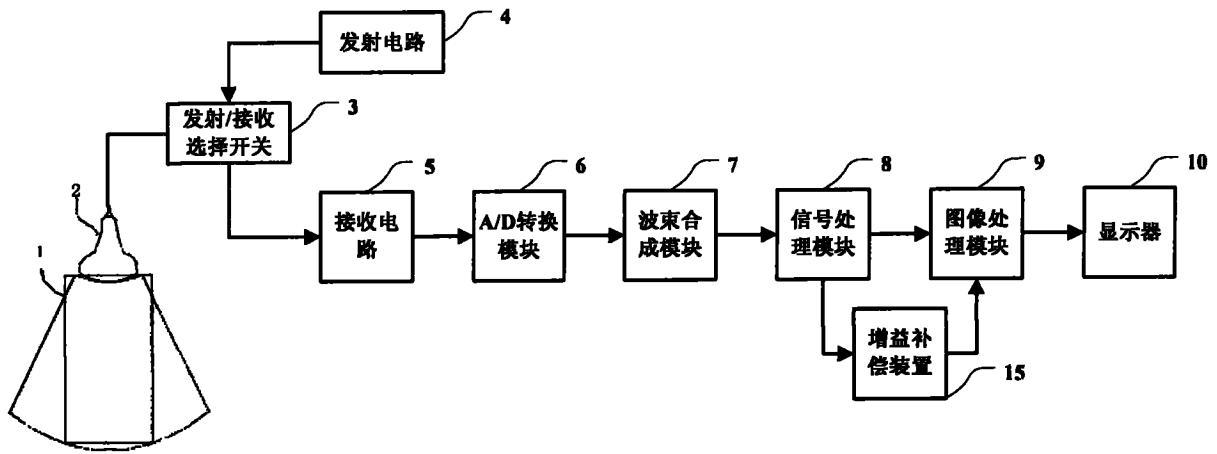 4
发射电路
3
发射/接收
选择开关
5
6
7
8
9
10
2
接收电
路
A/D转换
模块
波束合
成模块
信号处
理模块
图像处
理模块
显示器
1
增益补
偿装置
15